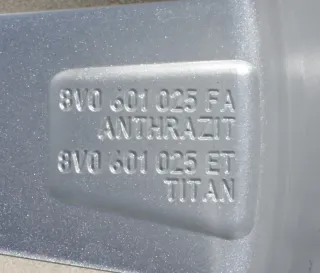 8V0 601 025 FA
ANTHRAZIT
8V0 601 025 ET
TITAN